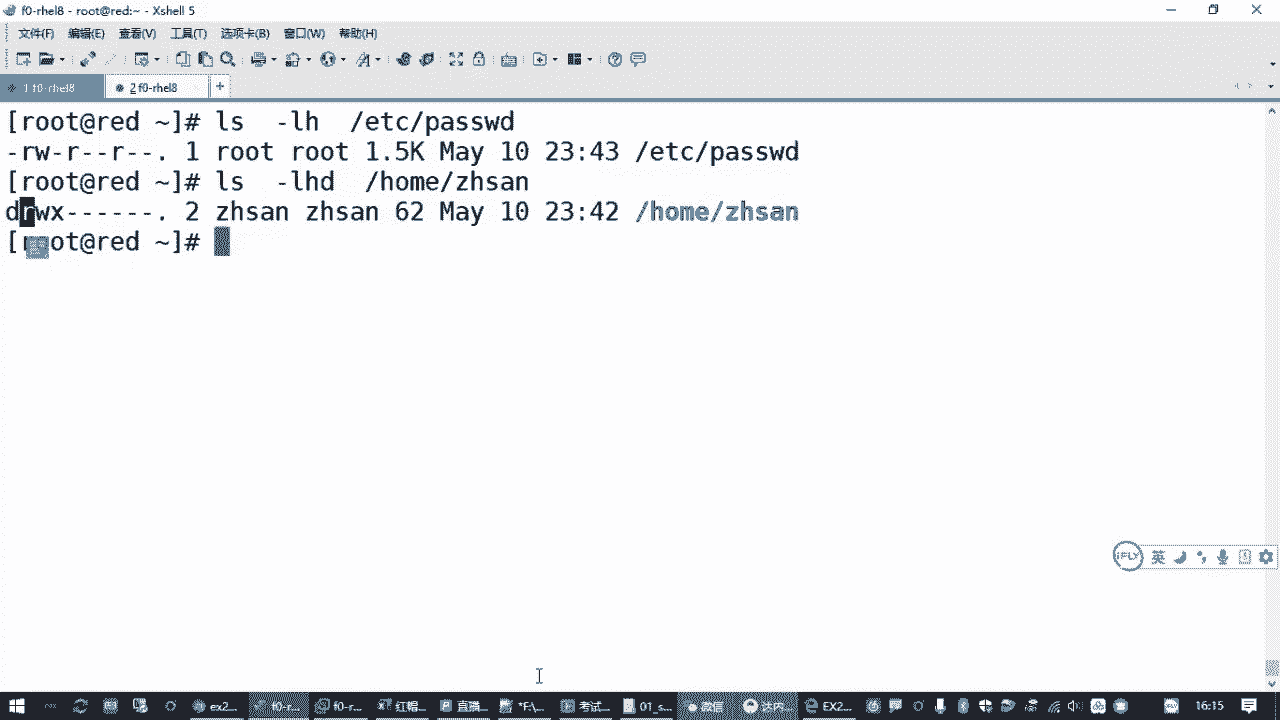 f0-rhel8 - root@red:~ - Xshell 5
文件(F) 编辑(E) 查看(V) 工具(T) 选项卡(B) 窗口(W) 帮助(H)
1 f0-rhel8 2 f0-rhel8 +
[root@red ~]# ls  -lh  /etc/passwd
-rw-r--r--. 1 root root 1.5K May 10 23:43 /etc/passwd
[root@red ~]# ls  -lhd  /home/zhsan
drwx------. 2 zhsan zhsan 62 May 10 23:42 /home/zhsan
[root@red ~]#
iFLY 英
ex2... f0-r... f0-r... 红帽... 直播... *F\... 考试... 01_s... 微信 达内... EX2... 16:15